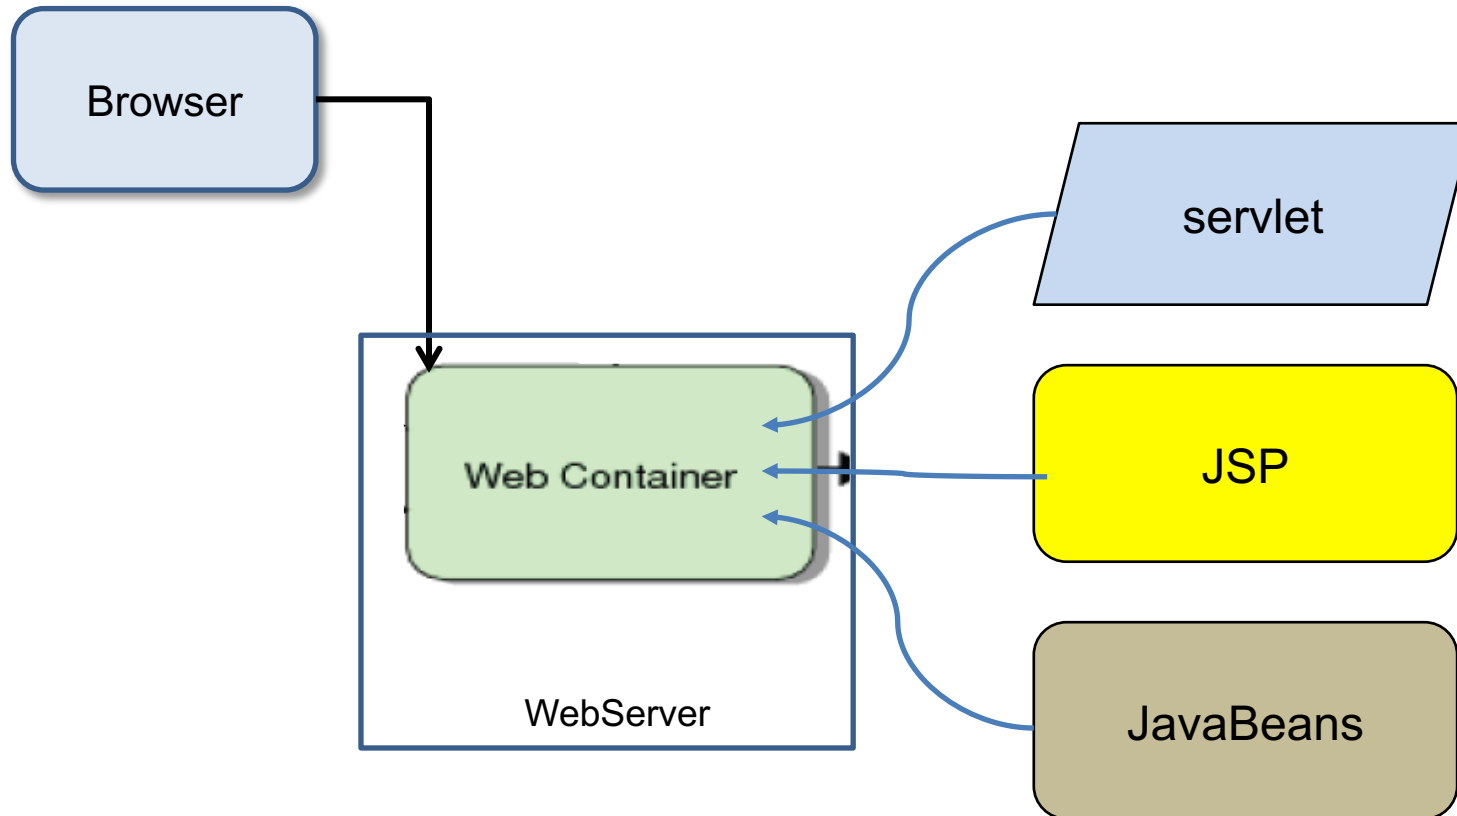 Browser
servlet
Web Container
JSP
WebServer
JavaBeans